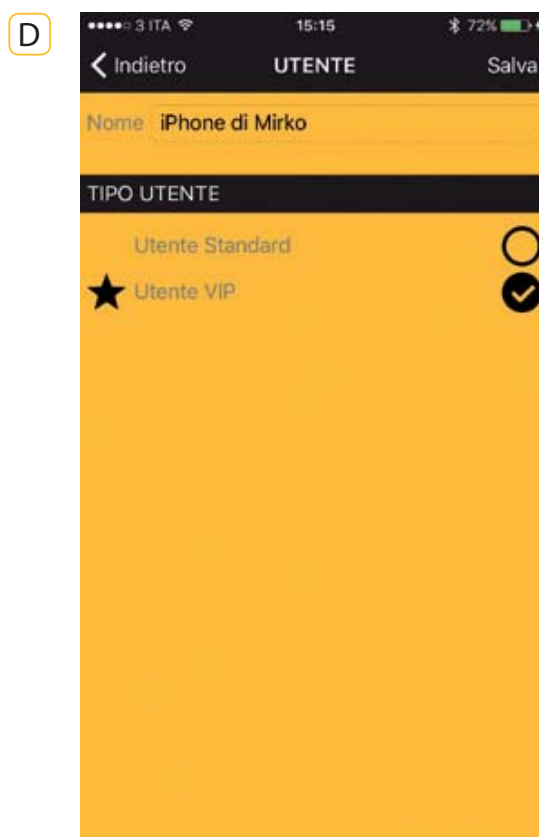 D
3 ITA 15:15 72%
Indietro UTENTE Salva
Nome iPhone di Mirko
TIPO UTENTE
Utente Standard
Utente VIP